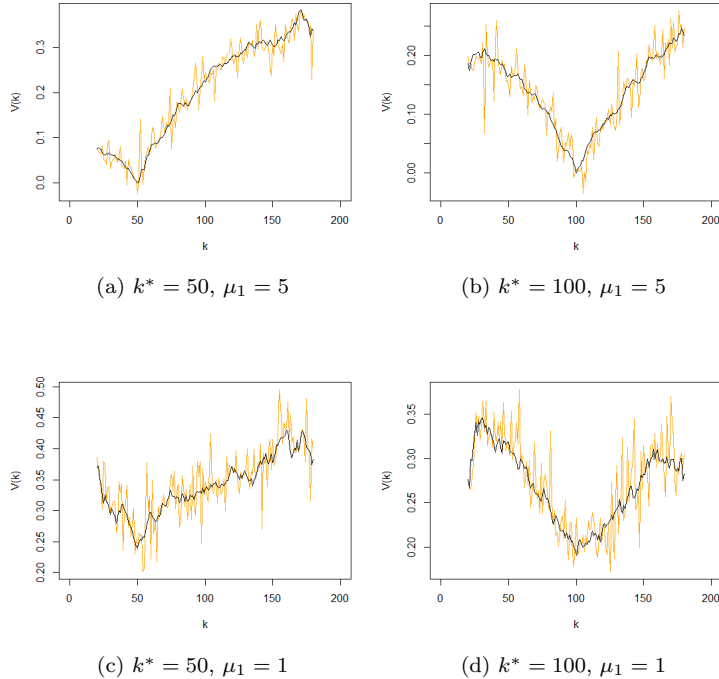 0.3
0.2
0.1
0.0
V(k)
0 50 100 150 200
k
(a) k* = 50, μ₁ = 5
0.20
0.10
0.00
V(k)
0 50 100 150 200
k
(b) k* = 100, μ₁ = 5
0.50
0.45
0.40
0.35
0.30
0.25
0.20
V(k)
0 50 100 150 200
k
(c) k* = 50, μ₁ = 1
0.35
0.30
0.25
0.20
V(k)
0 50 100 150 200
k
(d) k* = 100, μ₁ = 1